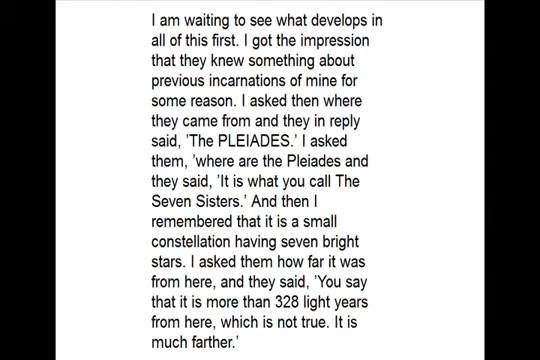 I am waiting to see what develops in
all of this first. I got the impression
that they knew something about
previous incarnations of mine for
some reason. I asked then where
they came from and they in reply
said, 'The PLEIADES.' I asked
them, 'where are the Pleiades and
they said, 'It is what you call The
Seven Sisters.' And then I
remembered that it is a small
constellation having seven bright
stars. I asked them how far it was
from here, and they said, 'You say
that it is more than 328 light years
from here, which is not true. It is
much farther.'